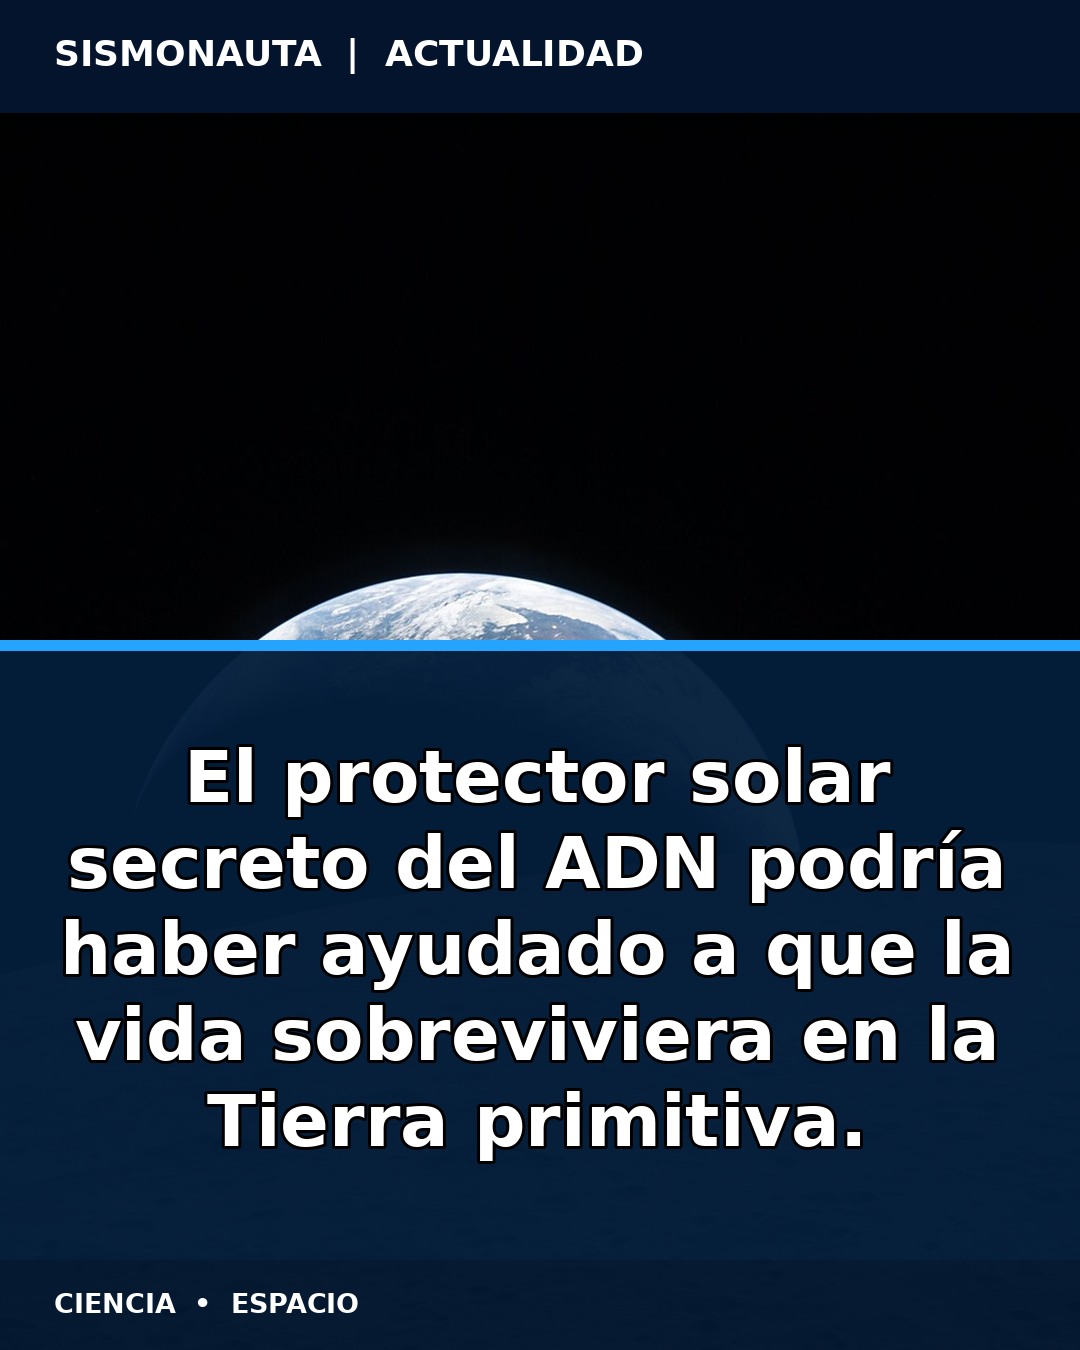 SISMONAUTA | ACTUALIDAD
El protector solar
secreto del ADN podría
haber ayudado a que la
vida sobreviviera en la
Tierra primitiva.
CIENCIA • ESPACIO